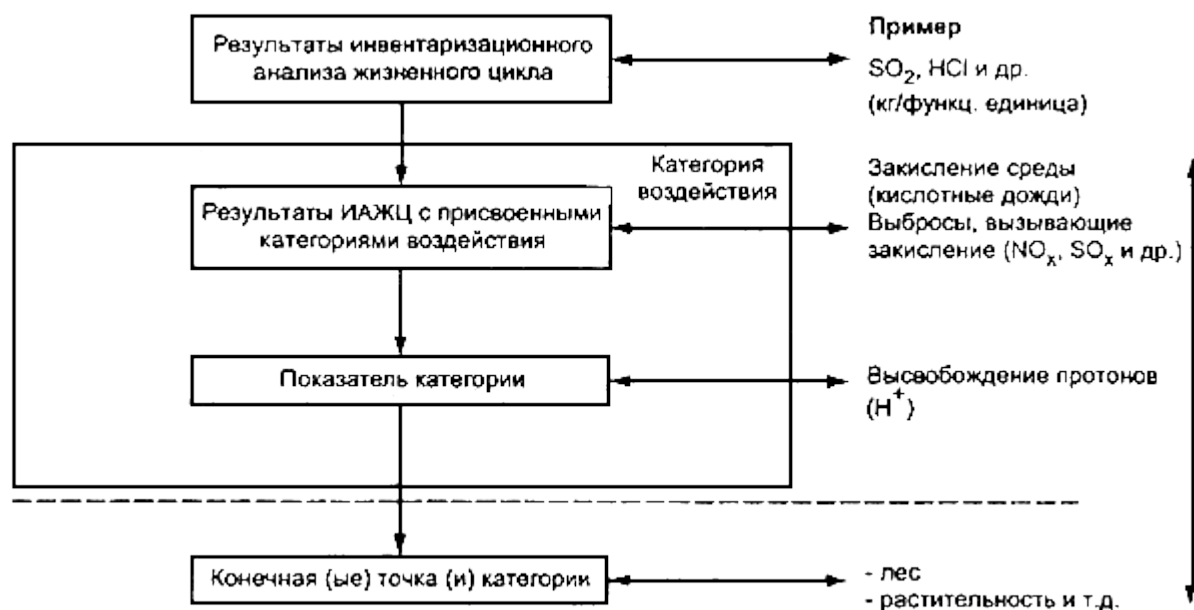 Результаты инвентаризационного
анализа жизненного цикла
Пример
SO2, HCl и др.
(кг/функц. единица)
Категория
воздействия
Результаты ИАЖЦ с присвоенными
категориями воздействия
Закисление среды
(кислотные дожди)
Выбросы, вызывающие
закисление (NOx, SOx и др.)
Показатель категории
Высвобождение протонов
(H+)
Конечная (ые) точка (и) категории
- лес
- растительность и т.д.